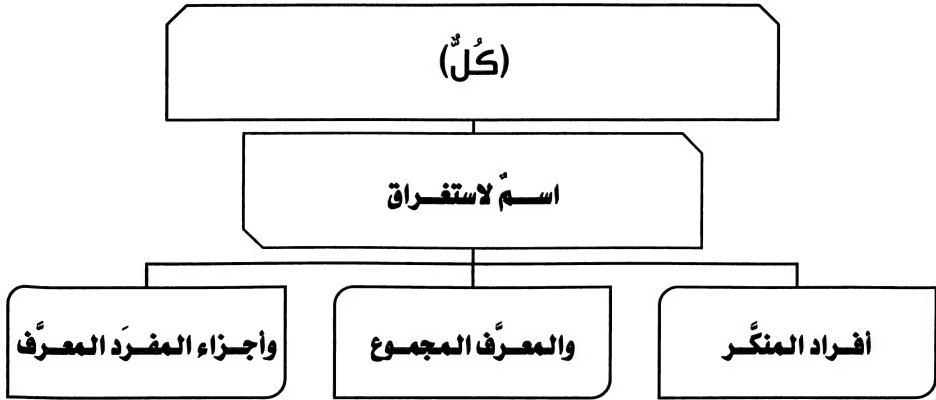 (كُلٌّ)
اسمٌ لاستغراق
أفراد المنكَّر
والمعرَّف المجموع
وأجزاء المفرَد المعرَّف